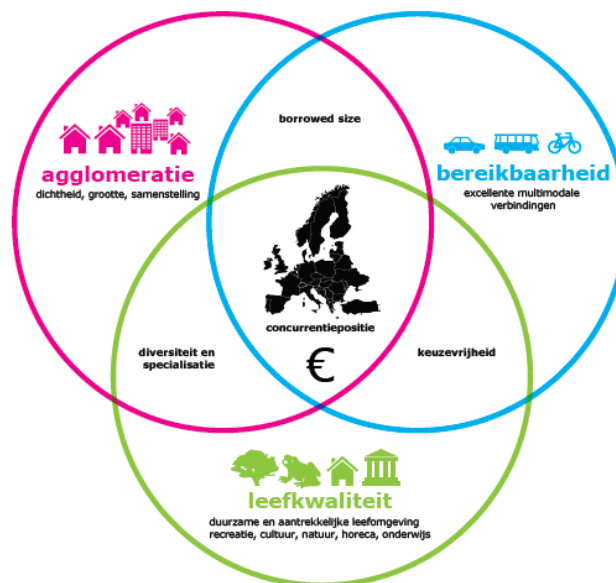 borrowed size
agglomeratie
dichtheid, grootte, samenstelling
bereikbaarheid
excellente multimodale
verbindingen
concurrentiepositie
€
diversiteit en
specialisatie
keuzevrijheid
leefkwaliteit
duurzame en aantrekkelijke leefomgeving
recreatie, cultuur, natuur, horeca, onderwijs